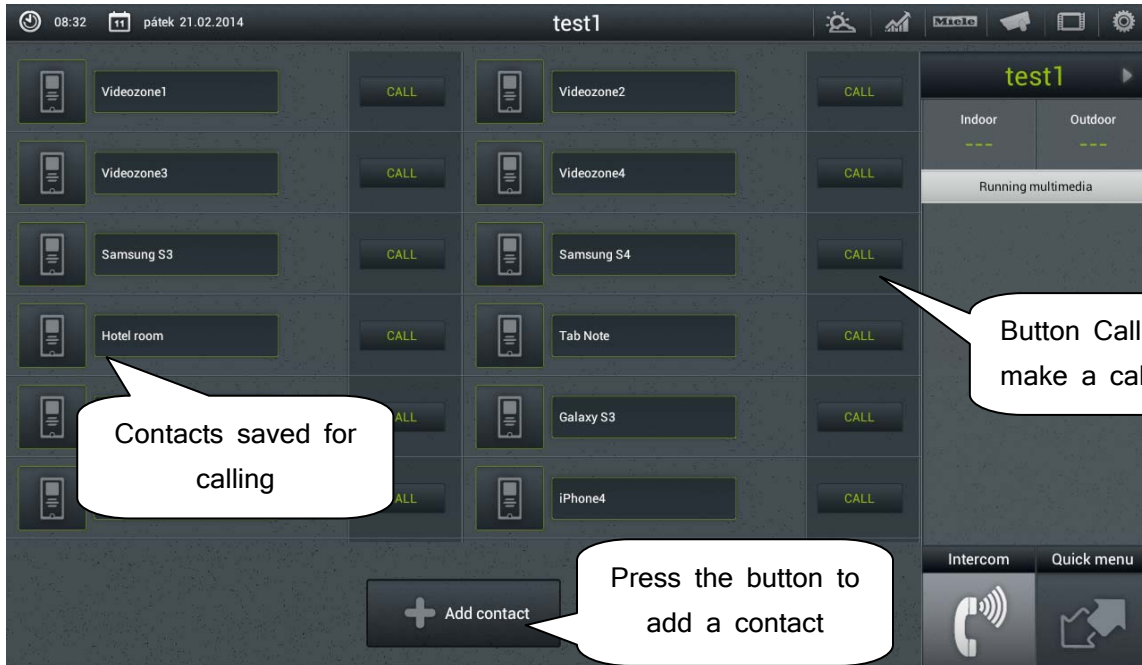 08:32
11
pátek 21.02.2014
test1
Miele
Videozone1
CALL
Videozone2
CALL
Videozone3
CALL
Videozone4
CALL
Samsung S3
CALL
Samsung S4
CALL
Hotel room
CALL
Tab Note
CALL
ALL
Galaxy S3
CALL
ALL
iPhone4
CALL
Contacts saved for
calling
Add contact
Press the button to
add a contact
test1
Indoor
Outdoor
---
---
Running multimedia
Button Call
make a cal
Intercom
Quick menu